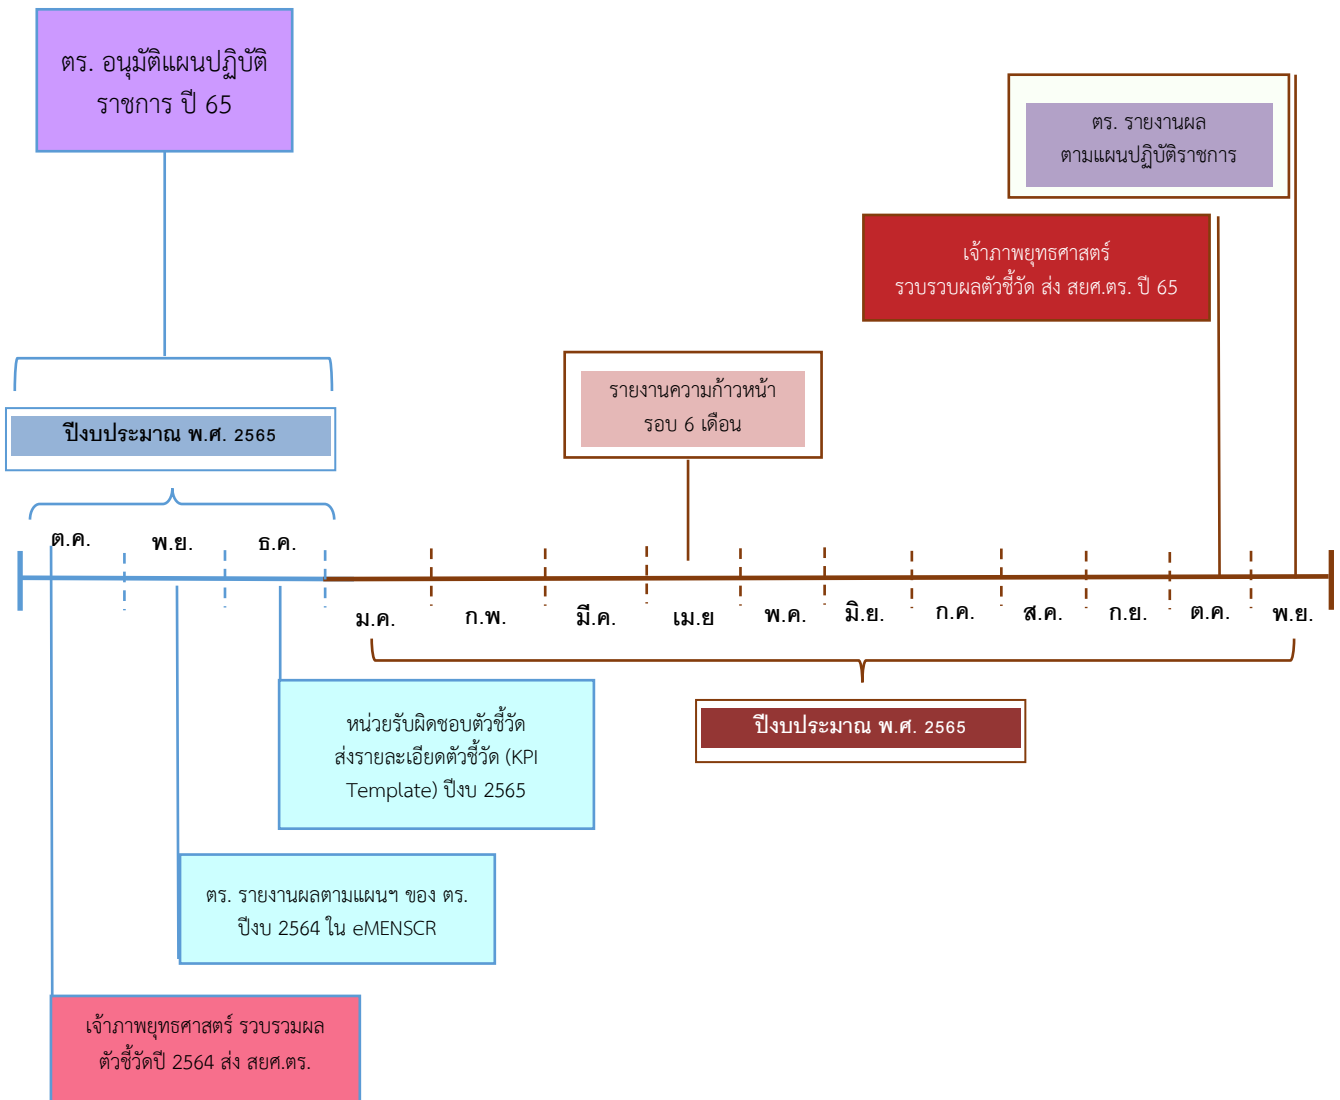 ตร. อนุมัติแผนปฏิบัติ
ราชการ ปี 65
ตร. รายงานผล
ตามแผนปฏิบัติราชการ
เจ้าภาพยุทธศาสตร์
รวบรวบผลตัวชี้วัด ส่ง สยศ.ตร. ปี 65
รายงานความก้าวหน้า
รอบ 6 เดือน
ปีงบประมาณ พ.ศ. 2565
ต.ค.
พ.ย.
ธ.ค.
ม.ค.
ก.พ.
มี.ค.
เม.ย
พ.ค.
มิ.ย.
ก.ค.
ส.ค.
ก.ย.
ต.ค.
พ.ย.
ปีงบประมาณ พ.ศ. 2565
หน่วยรับผิดชอบตัวชี้วัด
ส่งรายละเอียดตัวชี้วัด (KPI
Template) ปีงบ 2565
ตร. รายงานผลตามแผนฯ ของ ตร.
ปีงบ 2564 ใน eMENSCR
เจ้าภาพยุทธศาสตร์ รวบรวมผล
ตัวชี้วัดปี 2564 ส่ง สยศ.ตร.